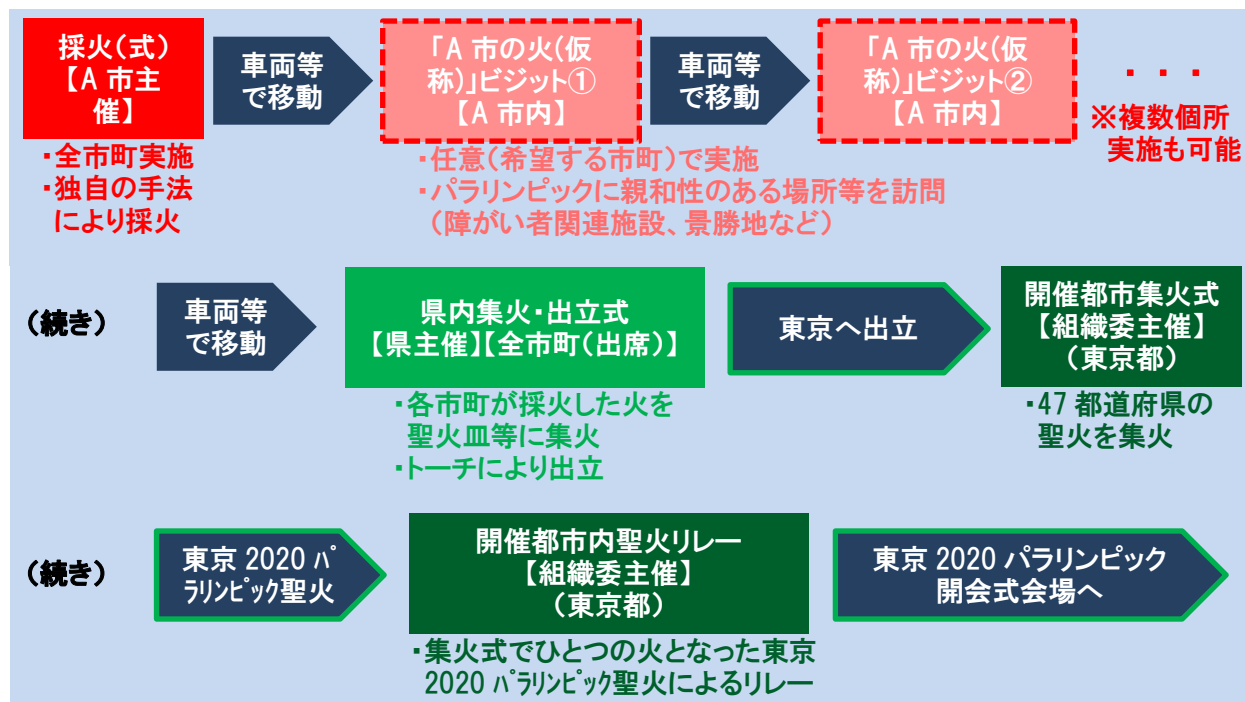 採火(式)
【A 市主
催】
車両等
で移動
「A 市の火(仮
称)」ビジット①
【A 市内】
車両等
で移動
「A 市の火(仮
称)」ビジット②
【A 市内】
・・・
※複数個所
実施も可能
・全市町実施
・独自の手法
により採火
・任意(希望する市町)で実施
・パラリンピックに親和性のある場所等を訪問
(障がい者関連施設、景勝地など)
(続き)
車両等
で移動
県内集火・出立式
【県主催】【全市町(出席)】
東京へ出立
開催都市集火式
【組織委主催】
(東京都)
・各市町が採火した火を
聖火皿等に集火
・トーチにより出立
・47 都道府県の
聖火を集火
(続き)
東京 2020 パ
ラリンピック聖火
開催都市内聖火リレー
【組織委主催】
(東京都)
東京 2020 パラリンピック
開会式会場へ
・集火式でひとつの火となった東京
2020 パラリンピック聖火によるリレー